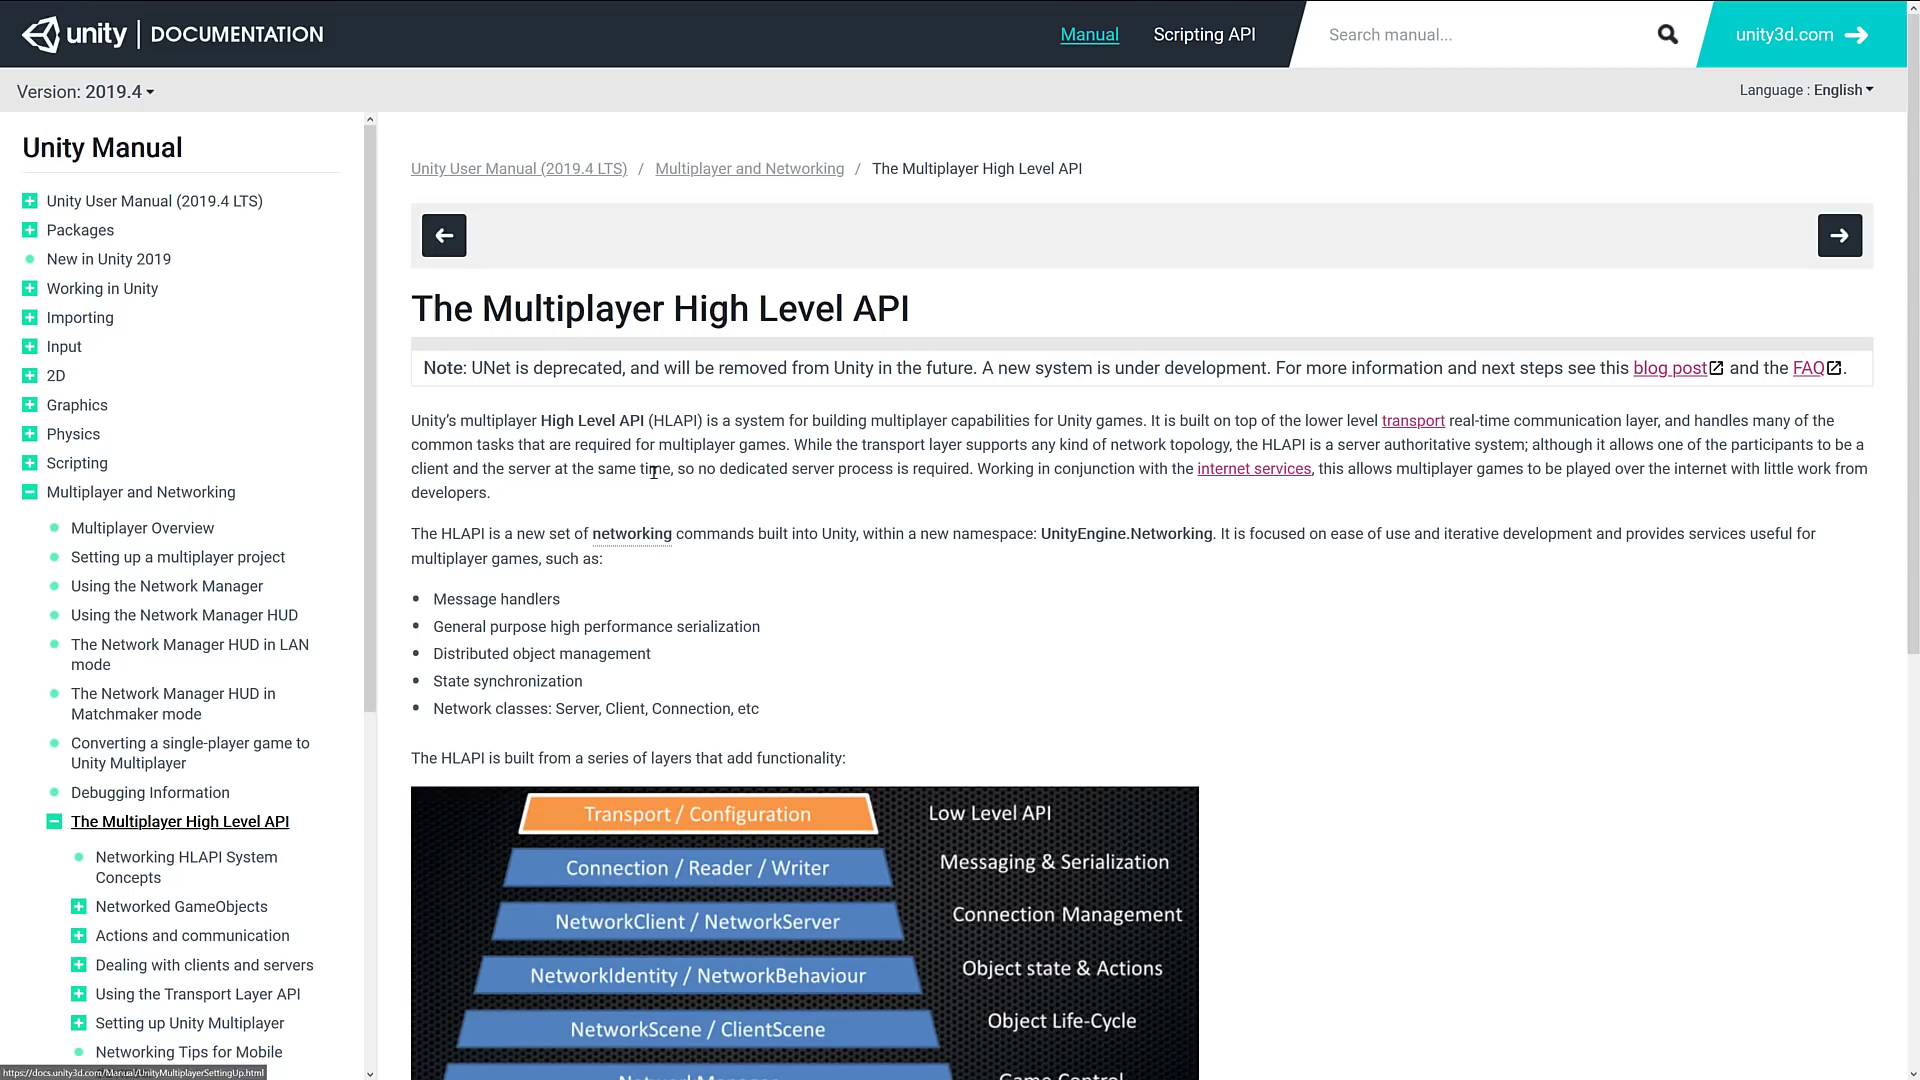 unity | DOCUMENTATION
Manual
Scripting API
Search manual...
unity3d.com
Version: 2019.4
Language : English
Unity Manual
Unity User Manual (2019.4 LTS)
Packages
New in Unity 2019
Working in Unity
Importing
Input
2D
Graphics
Physics
Scripting
Multiplayer and Networking
Multiplayer Overview
Setting up a multiplayer project
Using the Network Manager
Using the Network Manager HUD
The Network Manager HUD in LAN
mode
The Network Manager HUD in
Matchmaker mode
Converting a single-player game to
Unity Multiplayer
Debugging Information
The Multiplayer High Level API
Networking HLAPI System
Concepts
Networked GameObjects
Actions and communication
Dealing with clients and servers
Using the Transport Layer API
Setting up Unity Multiplayer
Networking Tips for Mobile
https://docs.unity3d.com/Manual/UnityMultiplayerSettingUp.html
Unity User Manual (2019.4 LTS) / Multiplayer and Networking / The Multiplayer High Level API
The Multiplayer High Level API
Note: UNet is deprecated, and will be removed from Unity in the future. A new system is under development. For more information and next steps see this blog post and the FAQ.
Unity's multiplayer High Level API (HLAPI) is a system for building multiplayer capabilities for Unity games. It is built on top of the lower level transport real-time communication layer, and handles many of the
common tasks that are required for multiplayer games. While the transport layer supports any kind of network topology, the HLAPI is a server authoritative system; although it allows one of the participants to be a
client and the server at the same time, so no dedicated server process is required. Working in conjunction with the internet services, this allows multiplayer games to be played over the internet with little work from
developers.
The HLAPI is a new set of networking commands built into Unity, within a new namespace: UnityEngine.Networking. It is focused on ease of use and iterative development and provides services useful for
multiplayer games, such as:
Message handlers
General purpose high performance serialization
Distributed object management
State synchronization
Network classes: Server, Client, Connection, etc
The HLAPI is built from a series of layers that add functionality:
Transport / Configuration
Low Level API
Connection / Reader / Writer
Messaging & Serialization
NetworkClient / NetworkServer
Connection Management
NetworkIdentity / NetworkBehaviour
Object state & Actions
NetworkScene / ClientScene
Object Life-Cycle
Network Manager
Game Control